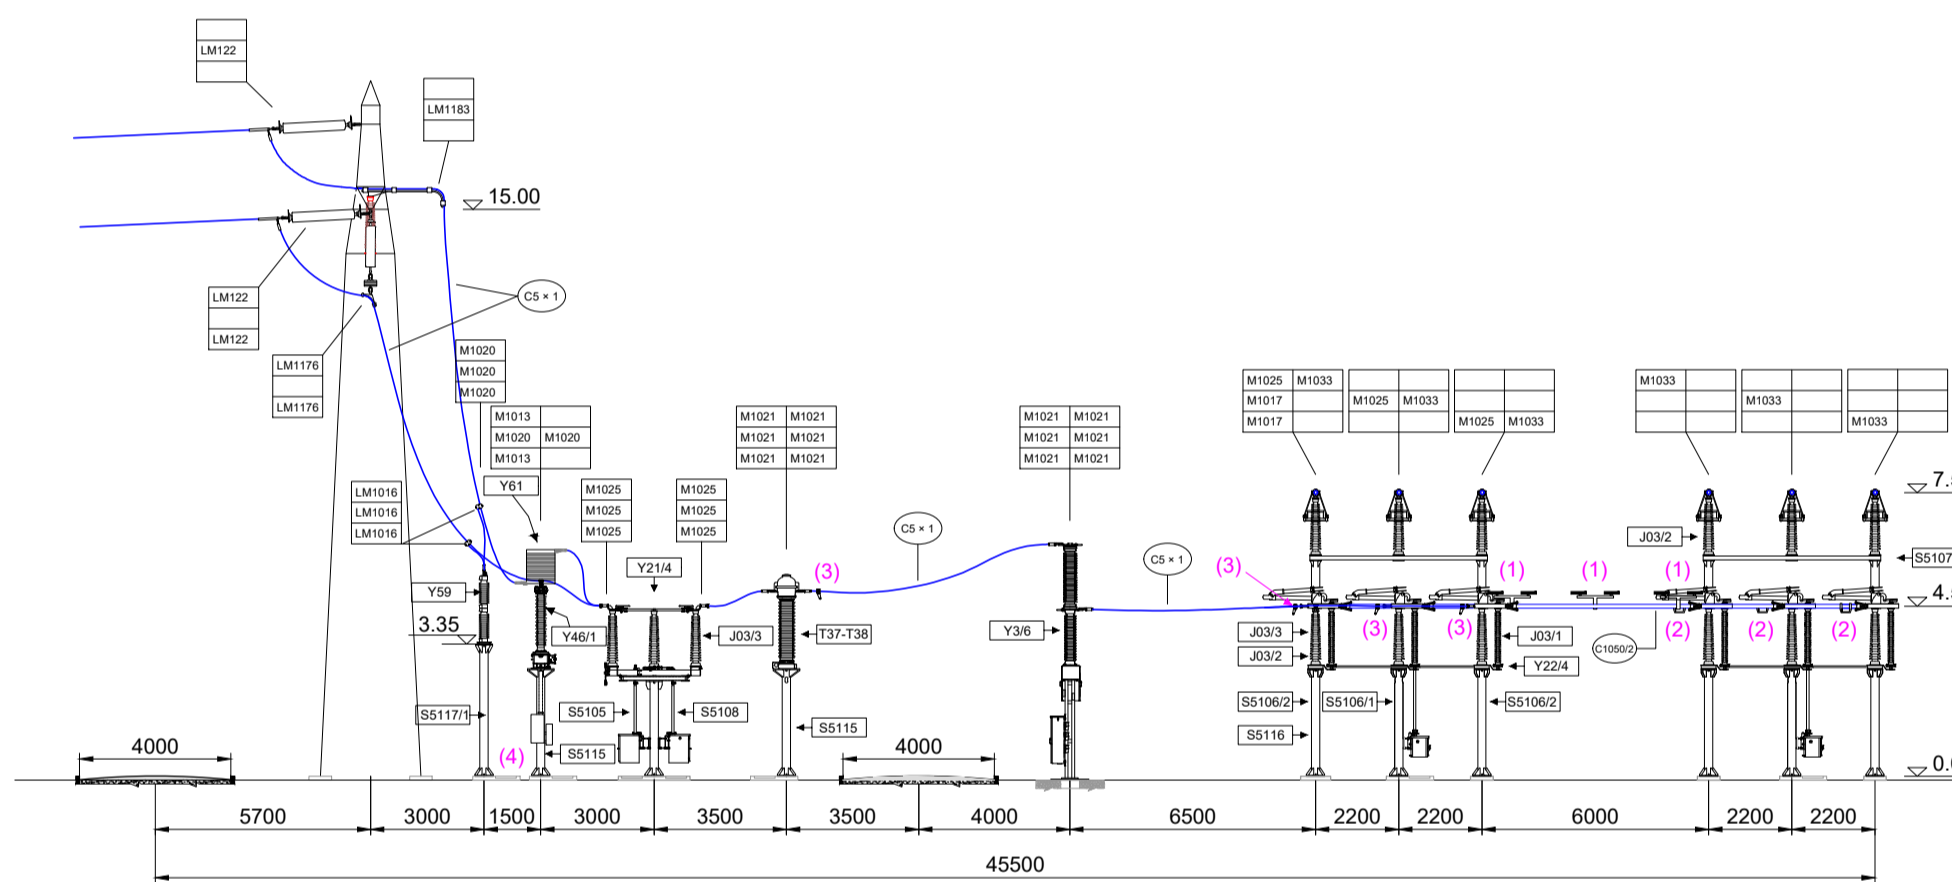 LM122
LM1183
15.00
LM122
LM122
C5 × 1
LM1176
LM1176
M1020
M1020
M1020
M1013
M1020 M1020
M1013
M1021 M1021
M1021 M1021
M1021 M1021
M1021 M1021
M1021 M1021
M1021 M1021
M1025 M1033
M1017
M1017
M1025 M1033
M1025 M1033
M1033
M1033
M1033
LM1016
LM1016
LM1016
Y61
M1025
M1025
M1025
M1025
M1025
M1025
7.5
C5 × 1
J03/2
C5 × 1
S5107
Y59
Y21/4
(3)
(3)
(1)
(1)
(1)
4.5
3.35
Y46/1
J03/3
T37-T38
Y3/6
J03/3
(3)
(3)
J03/1
(2)
(2)
(2)
C1050/2
J03/2
Y22/4
S5117/1
S5105
S5108
S5115
S5106/2
S5106/1
S5106/2
S5116
4000
(4)
S5115
4000
0.0
5700
3000
1500
3000
3500
3500
4000
6500
2200
2200
6000
2200
2200
45500